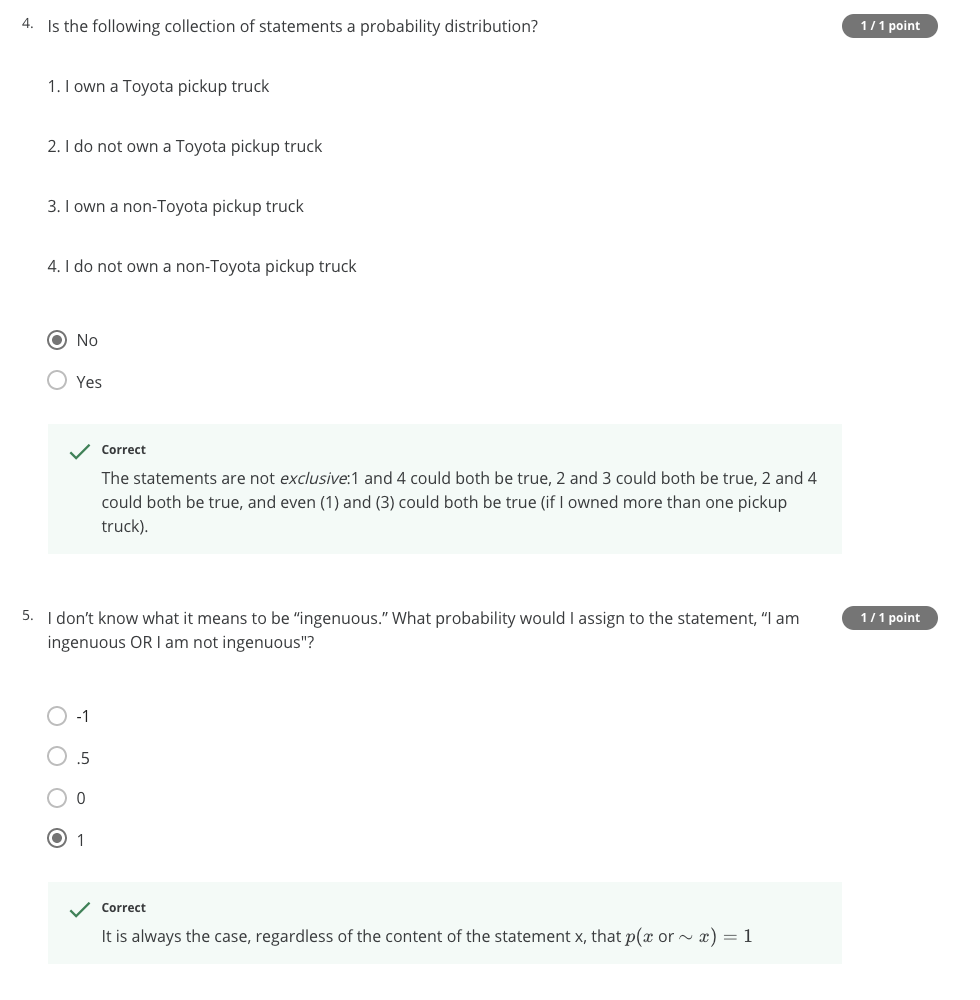 4. Is the following collection of statements a probability distribution?
1 / 1 point
1. I own a Toyota pickup truck
2. I do not own a Toyota pickup truck
3. I own a non-Toyota pickup truck
4. I do not own a non-Toyota pickup truck
No
Yes
Correct
The statements are not exclusive:1 and 4 could both be true, 2 and 3 could both be true, 2 and 4
could both be true, and even (1) and (3) could both be true (if I owned more than one pickup
truck).
5. I don’t know what it means to be “ingenuous.” What probability would I assign to the statement, “I am
ingenuous OR I am not ingenuous"?
1 / 1 point
-1
.5
0
1
Correct
It is always the case, regardless of the content of the statement x, that p(x or ∼ x) = 1